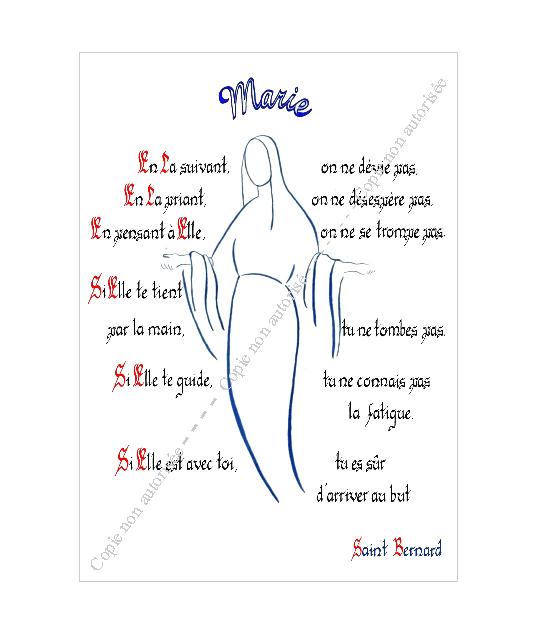 Marie
En La suivant, on ne dévie pas,
En La priant, on ne désespère pas,
En pensant à Elle, on ne se trompe pas.
Si Elle te tient
par la main, tu ne tombes pas.
Si Elle te guide, tu ne connais pas
la fatigue.
Si Elle est avec toi, tu es sûr
d'arriver au but
Saint Bernard
Copie non autorisée ----- Copie non autorisée ----- Copie non autorisée